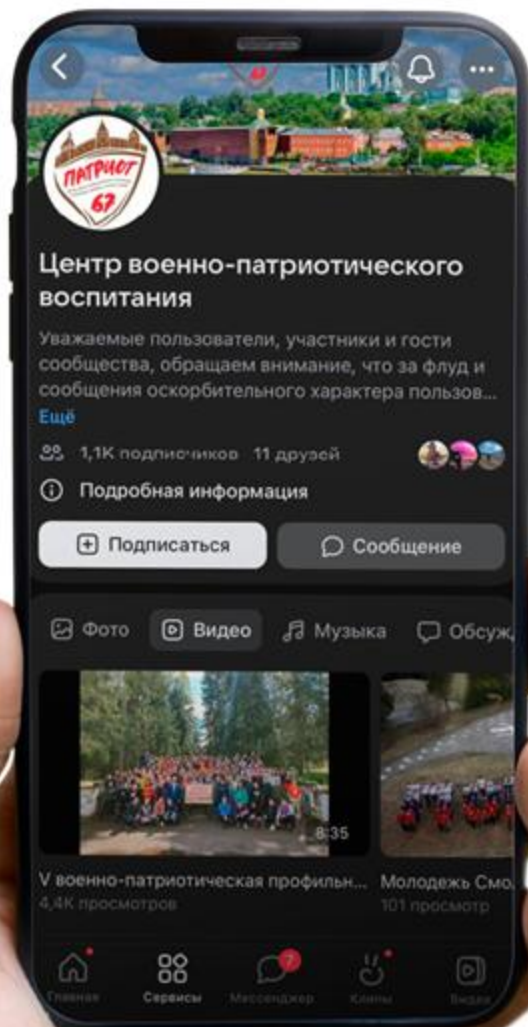 ПАТРИОТ
67
Центр военно-патриотического
воспитания
Уважаемые пользователи, участники и гости
сообщества, обращаем внимание, что за флуд и
сообщения оскорбительного характера пользов...
Ещё
1,1K подписчиков 11 друзей
Подробная информация
Подписаться
Сообщение
Фото
Видео
Музыка
Обсуж
8:35
V военно-патриотическая профильн...
4,4K просмотров
Молодежь Смо
101 просмотр
7
Главная
Сервисы
Мессенджер
Клипы
Видео